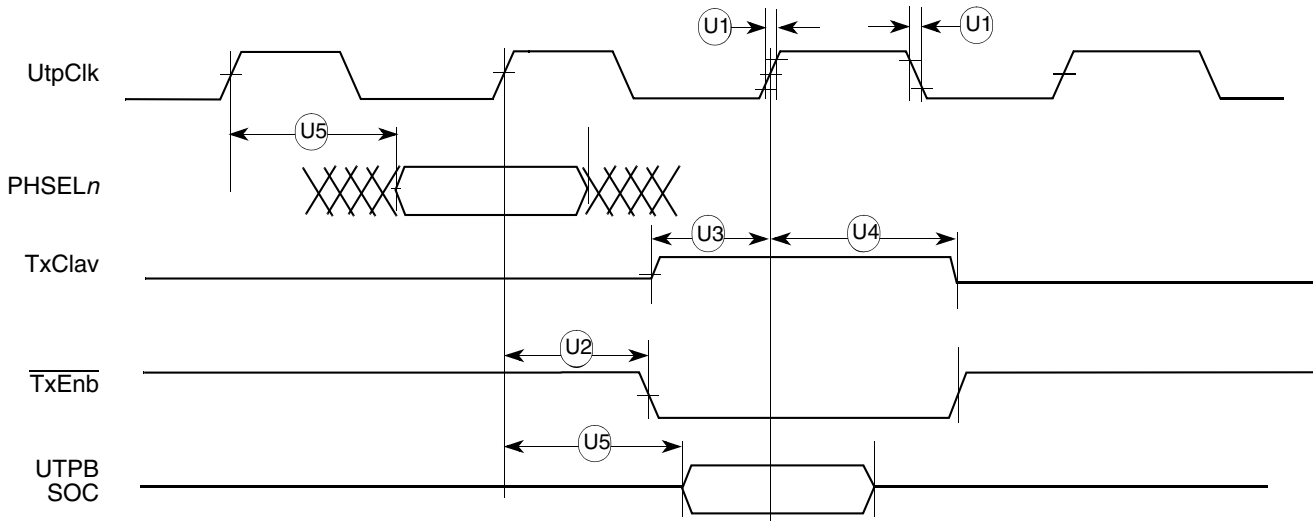 U1
U1
UtpClk
U5
PHSELn
U3
U4
TxClav
U2
TxEnb
U5
UTPB
SOC